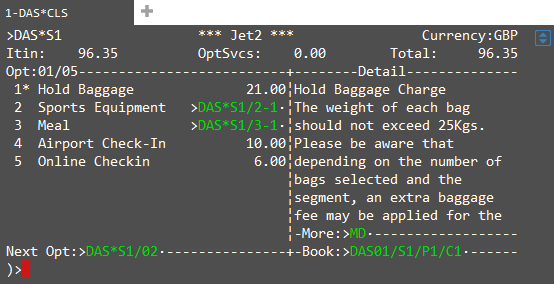 1-DAS*CLS +
>DAS*S1 *** Jet2 *** Currency:GBP
Itin: 96.35 OptSvcs: 0.00 Total: 96.35
Opt:01/05---------------------------+-------Detail--------------
1* Hold Baggage 21.00¦Hold Baggage Charge
2 Sports Equipment >DAS*S1/2-1·¦The weight of each bag
3 Meal >DAS*S1/3-1·¦should not exceed 25Kgs.
4 Airport Check-In 10.00¦Please be aware that
5 Online Checkin 6.00¦depending on the number of
¦bags selected and the
¦segment, an extra baggage
¦fee may be applied for the
¦-More:>MD·-------------------
Next Opt:>DAS*S1/02·----------------+-Book:>DAS01/S1/P1/C1·------
)>